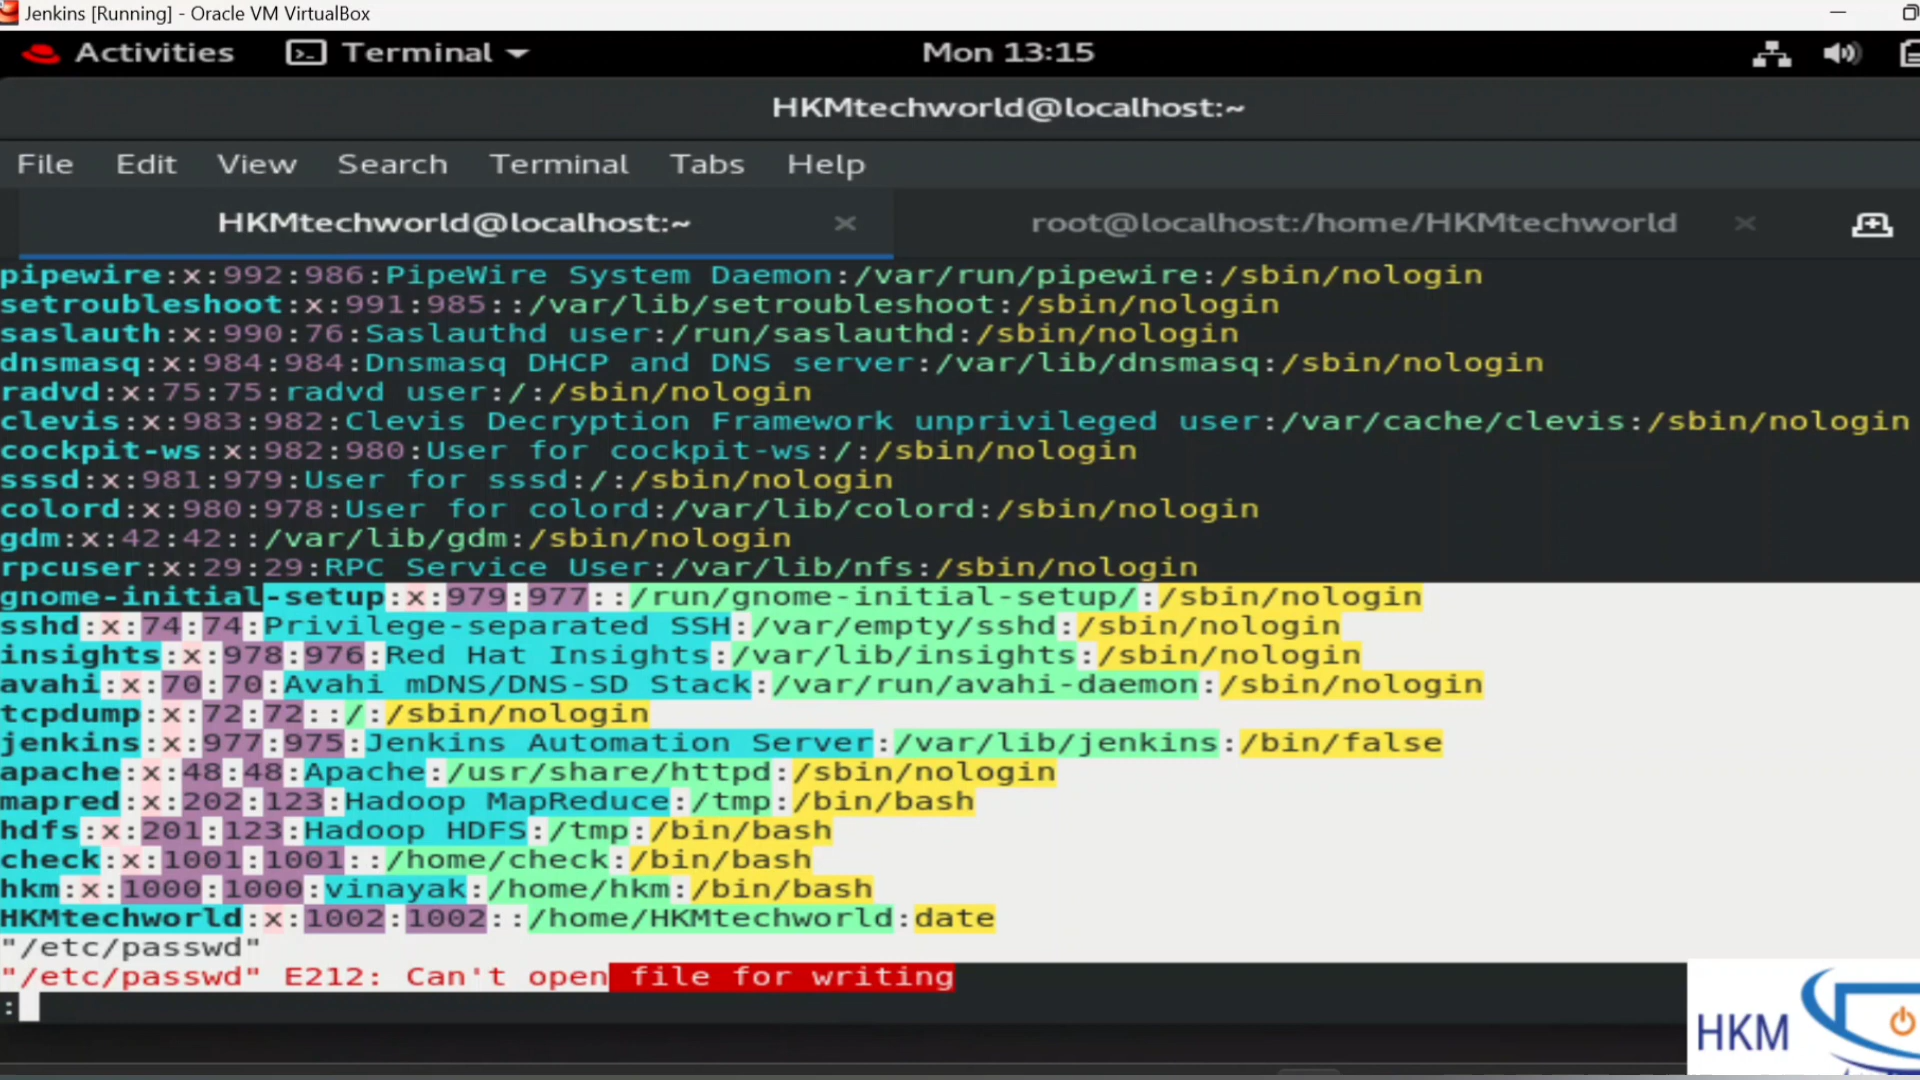 Jenkins [Running] - Oracle VM VirtualBox
Activities Terminal Mon 13:15
HKMtechworld@localhost:~
File Edit View Search Terminal Tabs Help
HKMtechworld@localhost:~ root@localhost:/home/HKMtechworld
pipewire:x:992:986:PipeWire System Daemon:/var/run/pipewire:/sbin/nologin
setroubleshoot:x:991:985::/var/lib/setroubleshoot:/sbin/nologin
saslauth:x:990:76:Saslauthd user:/run/saslauthd:/sbin/nologin
dnsmasq:x:984:984:Dnsmasq DHCP and DNS server:/var/lib/dnsmasq:/sbin/nologin
radvd:x:75:75:radvd user:/:/sbin/nologin
clevis:x:983:982:Clevis Decryption Framework unprivileged user:/var/cache/clevis:/sbin/nologin
cockpit-ws:x:982:980:User for cockpit-ws:/:/sbin/nologin
sssd:x:981:979:User for sssd:/:/sbin/nologin
colord:x:980:978:User for colord:/var/lib/colord:/sbin/nologin
gdm:x:42:42::/var/lib/gdm:/sbin/nologin
rpcuser:x:29:29:RPC Service User:/var/lib/nfs:/sbin/nologin
gnome-initial-setup:x:979:977::/run/gnome-initial-setup/:/sbin/nologin
sshd:x:74:74:Privilege-separated SSH:/var/empty/sshd:/sbin/nologin
insights:x:978:976:Red Hat Insights:/var/lib/insights:/sbin/nologin
avahi:x:70:70:Avahi mDNS/DNS-SD Stack:/var/run/avahi-daemon:/sbin/nologin
tcpdump:x:72:72::/:/sbin/nologin
jenkins:x:977:975:Jenkins Automation Server:/var/lib/jenkins:/bin/false
apache:x:48:48:Apache:/usr/share/httpd:/sbin/nologin
mapred:x:202:123:Hadoop MapReduce:/tmp:/bin/bash
hdfs:x:201:123:Hadoop HDFS:/tmp:/bin/bash
check:x:1001:1001::/home/check:/bin/bash
hkm:x:1000:1000:vinayak:/home/hkm:/bin/bash
HKMtechworld:x:1002:1002::/home/HKMtechworld:date
"/etc/passwd"
"/etc/passwd" E212: Can't open file for writing
:
HKM